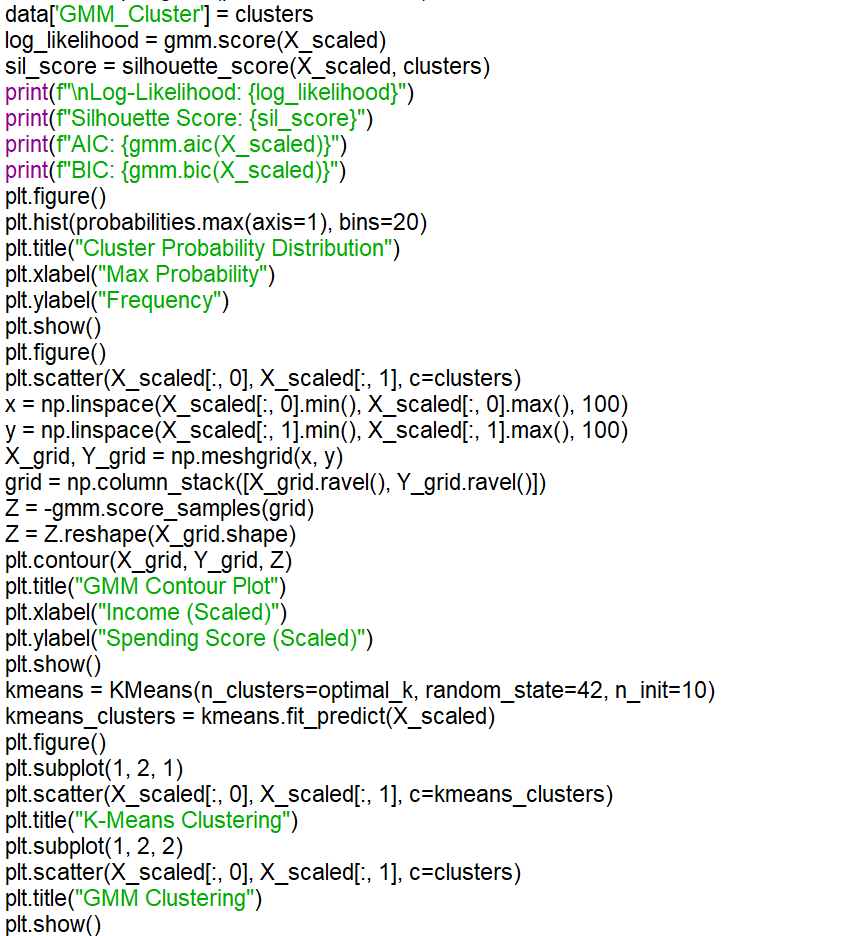 data['GMM_Cluster'] = clusters
log_likelihood = gmm.score(X_scaled)
sil_score = silhouette_score(X_scaled, clusters)
print(f"\nLog-Likelihood: {log_likelihood}")
print(f"Silhouette Score: {sil_score}")
print(f"AIC: {gmm.aic(X_scaled)}")
print(f"BIC: {gmm.bic(X_scaled)}")
plt.figure()
plt.hist(probabilities.max(axis=1), bins=20)
plt.title("Cluster Probability Distribution")
plt.xlabel("Max Probability")
plt.ylabel("Frequency")
plt.show()
plt.figure()
plt.scatter(X_scaled[:, 0], X_scaled[:, 1], c=clusters)
x = np.linspace(X_scaled[:, 0].min(), X_scaled[:, 0].max(), 100)
y = np.linspace(X_scaled[:, 1].min(), X_scaled[:, 1].max(), 100)
X_grid, Y_grid = np.meshgrid(x, y)
grid = np.column_stack([X_grid.ravel(), Y_grid.ravel()])
Z = -gmm.score_samples(grid)
Z = Z.reshape(X_grid.shape)
plt.contour(X_grid, Y_grid, Z)
plt.title("GMM Contour Plot")
plt.xlabel("Income (Scaled)")
plt.ylabel("Spending Score (Scaled)")
plt.show()
kmeans = KMeans(n_clusters=optimal_k, random_state=42, n_init=10)
kmeans_clusters = kmeans.fit_predict(X_scaled)
plt.figure()
plt.subplot(1, 2, 1)
plt.scatter(X_scaled[:, 0], X_scaled[:, 1], c=kmeans_clusters)
plt.title("K-Means Clustering")
plt.subplot(1, 2, 2)
plt.scatter(X_scaled[:, 0], X_scaled[:, 1], c=clusters)
plt.title("GMM Clustering")
plt.show()